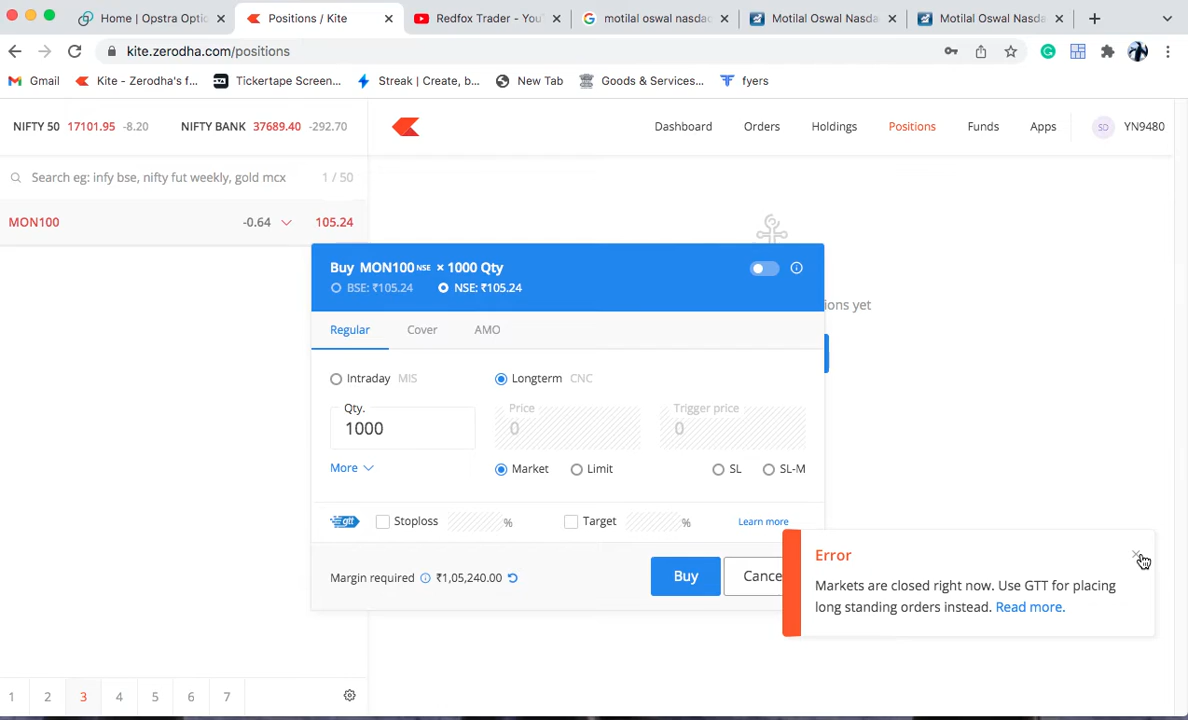 Home | Opstra Optic
Positions / Kite
Redfox Trader - You
motilal oswal nasdac
Motilal Oswal Nasda
Motilal Oswal Nasda
kite.zerodha.com/positions
Gmail
Kite - Zerodha's f...
Tickertape Screen...
Streak | Create, b...
New Tab
Goods & Services...
fyers
NIFTY 50 17101.95 -8.20
NIFTY BANK 37689.40 -292.70
Dashboard
Orders
Holdings
Positions
Funds
Apps
SD
YN9480
Search eg: infy bse, nifty fut weekly, gold mcx
1 / 50
MON100 -0.64 105.24
Buy MON100 NSE × 1000 Qty
BSE: ₹105.24
NSE: ₹105.24
ions yet
Regular
Cover
AMO
Intraday MIS
Longterm CNC
Qty.
1000
Price
0
Trigger price
0
More
Market
Limit
SL
SL-M
gtt
Stoploss %
Target %
Learn more
Margin required ₹1,05,240.00
Buy
Cance
Error
Markets are closed right now. Use GTT for placing
long standing orders instead. Read more.
1 2 3 4 5 6 7